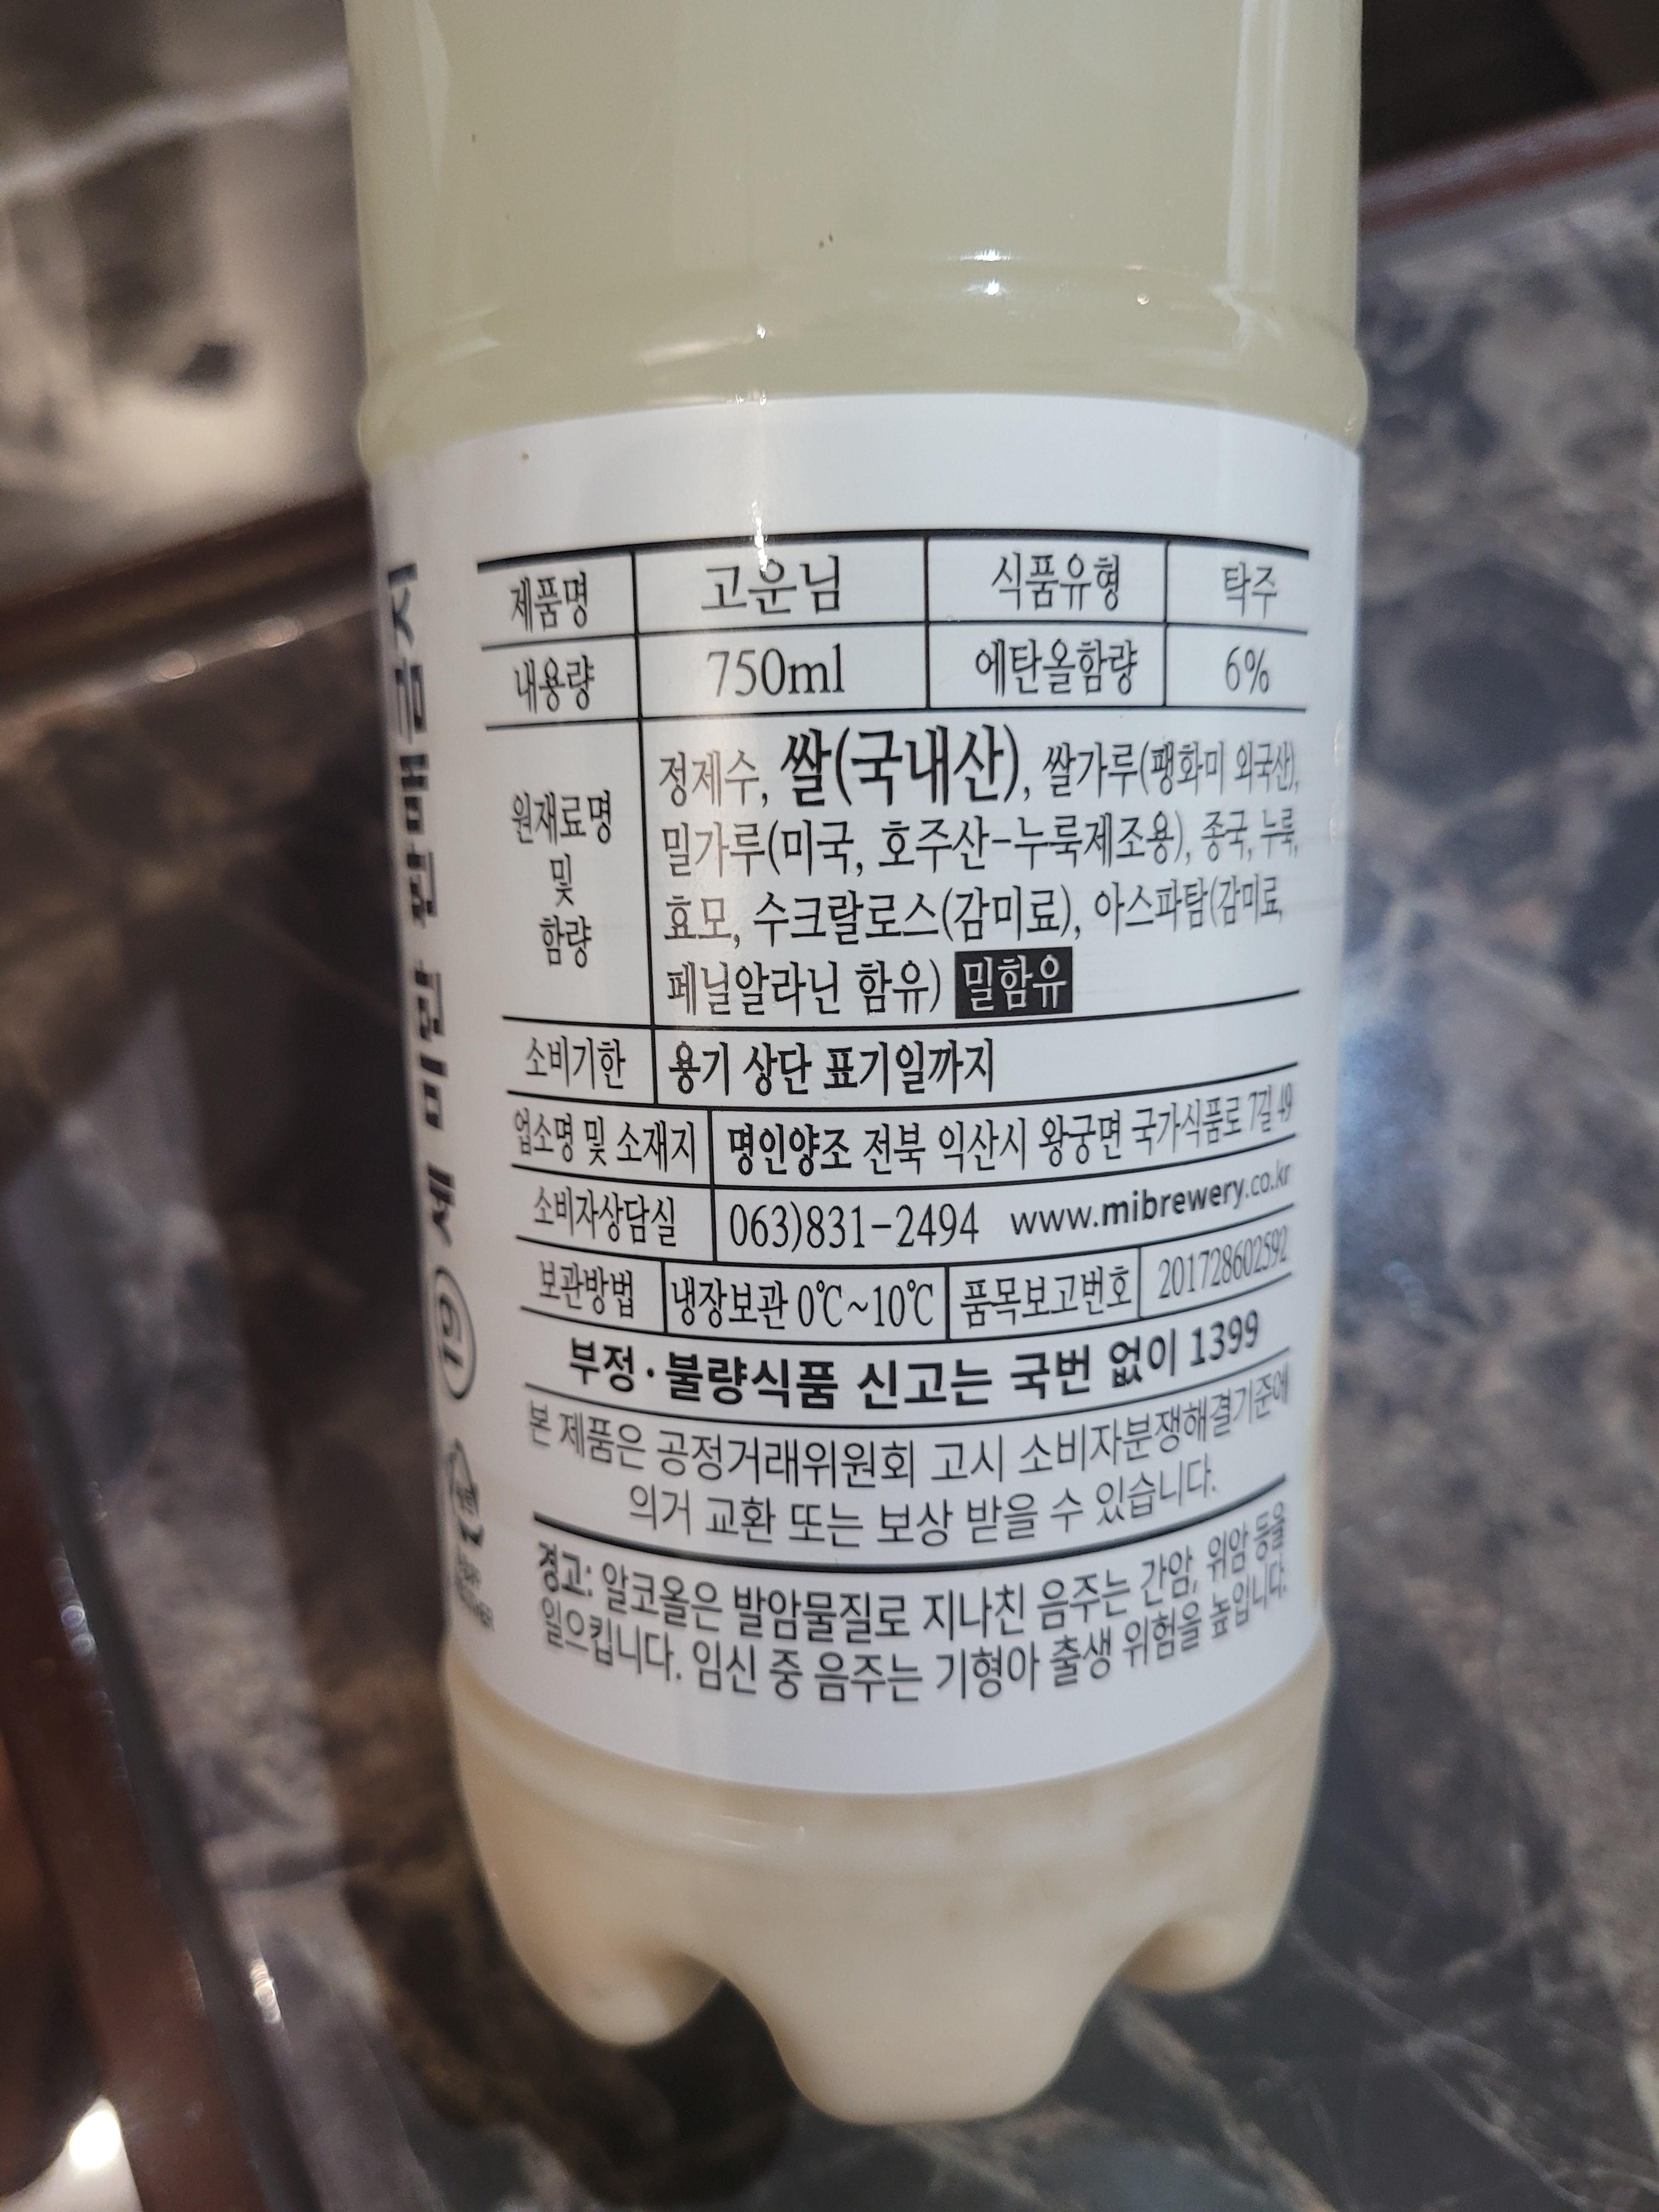 제품명 고운님 식품유형 탁주
내용량 750ml 에탄올함량 6%
원재료명
및
함량
정제수, 쌀(국내산), 쌀가루(팽화미 외국산),
밀가루(미국, 호주산-누룩제조용), 종국, 누룩,
효모, 수크랄로스(감미료), 아스파탐(감미료,
페닐알라닌 함유) 밀함유
소비기한 용기 상단 표기일까지
업소명 및 소재지 명인양조 전북 익산시 왕궁면 국가식품로 7길 49
소비자상담실 063)831-2494 www.mibrewery.co.kr
보관방법 냉장보관 0℃~10℃ 품목보고번호 201728602592
부정·불량식품 신고는 국번 없이 1399
본 제품은 공정거래위원회 고시 소비자분쟁해결기준에
의거 교환 또는 보상 받을 수 있습니다.
경고: 알코올은 발암물질로 지나친 음주는 간암, 위암 등을
일으킵니다. 임신 중 음주는 기형아 출생 위험을 높입니다.
19 세 미만 판매금지